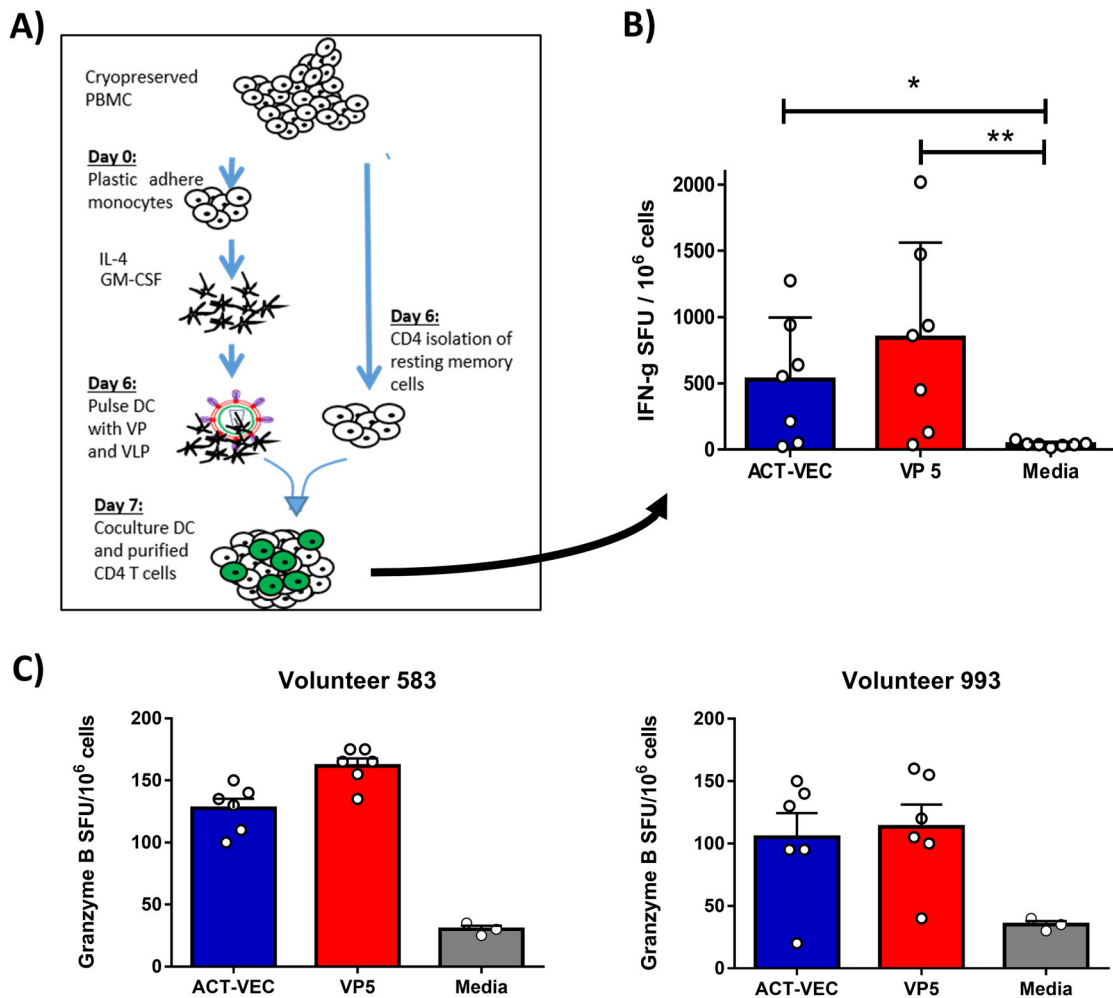 A)
Cryopreserved
PBMC
Day 0:
Plastic adhere
monocytes
IL-4
GM-CSF
Day 6:
CD4 isolation of
resting memory
cells
Day 6:
Pulse DC
with VP
and VLP
Day 7:
Coculture DC
and purified
CD4 T cells
B)
*
**
IFN-g SFU / 10⁶ cells
2000
1500
1000
500
0
ACT-VEC VP 5 Media
C)
Volunteer 583
Granzyme B SFU/10⁶ cells
200
150
100
50
0
ACT-VEC VP5 Media
Volunteer 993
Granzyme B SFU/10⁶ cells
200
150
100
50
0
ACT-VEC VP5 Media